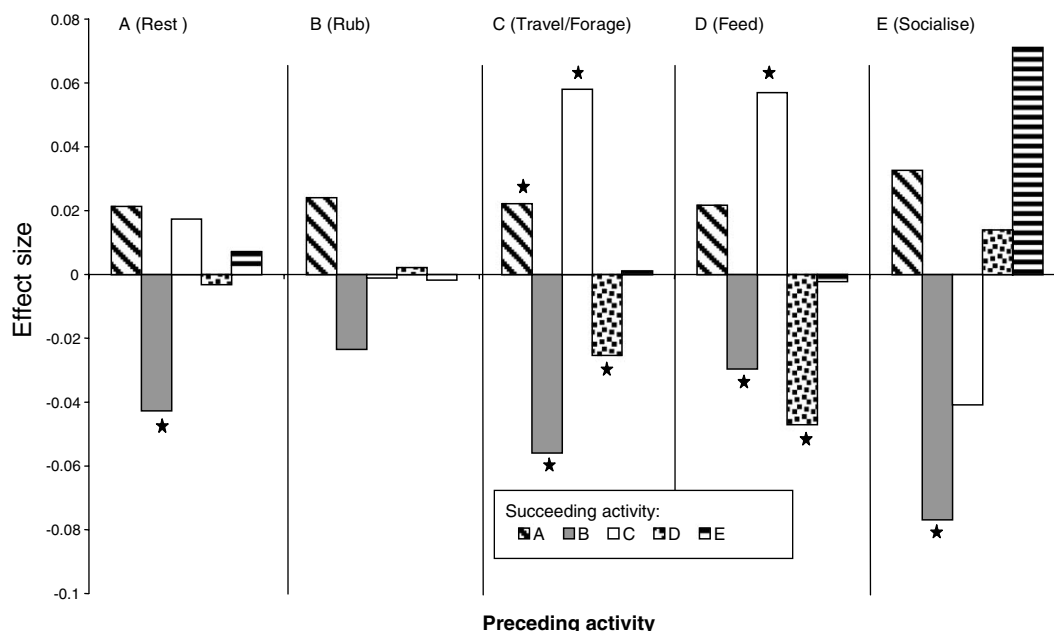 0.08
0.06
0.04
0.02
0
-0.02
-0.04
-0.06
-0.08
-0.1
Effect size
A (Rest )
B (Rub)
C (Travel/Forage)
D (Feed)
E (Socialise)
Succeeding activity:
A B C D E
Preceding activity